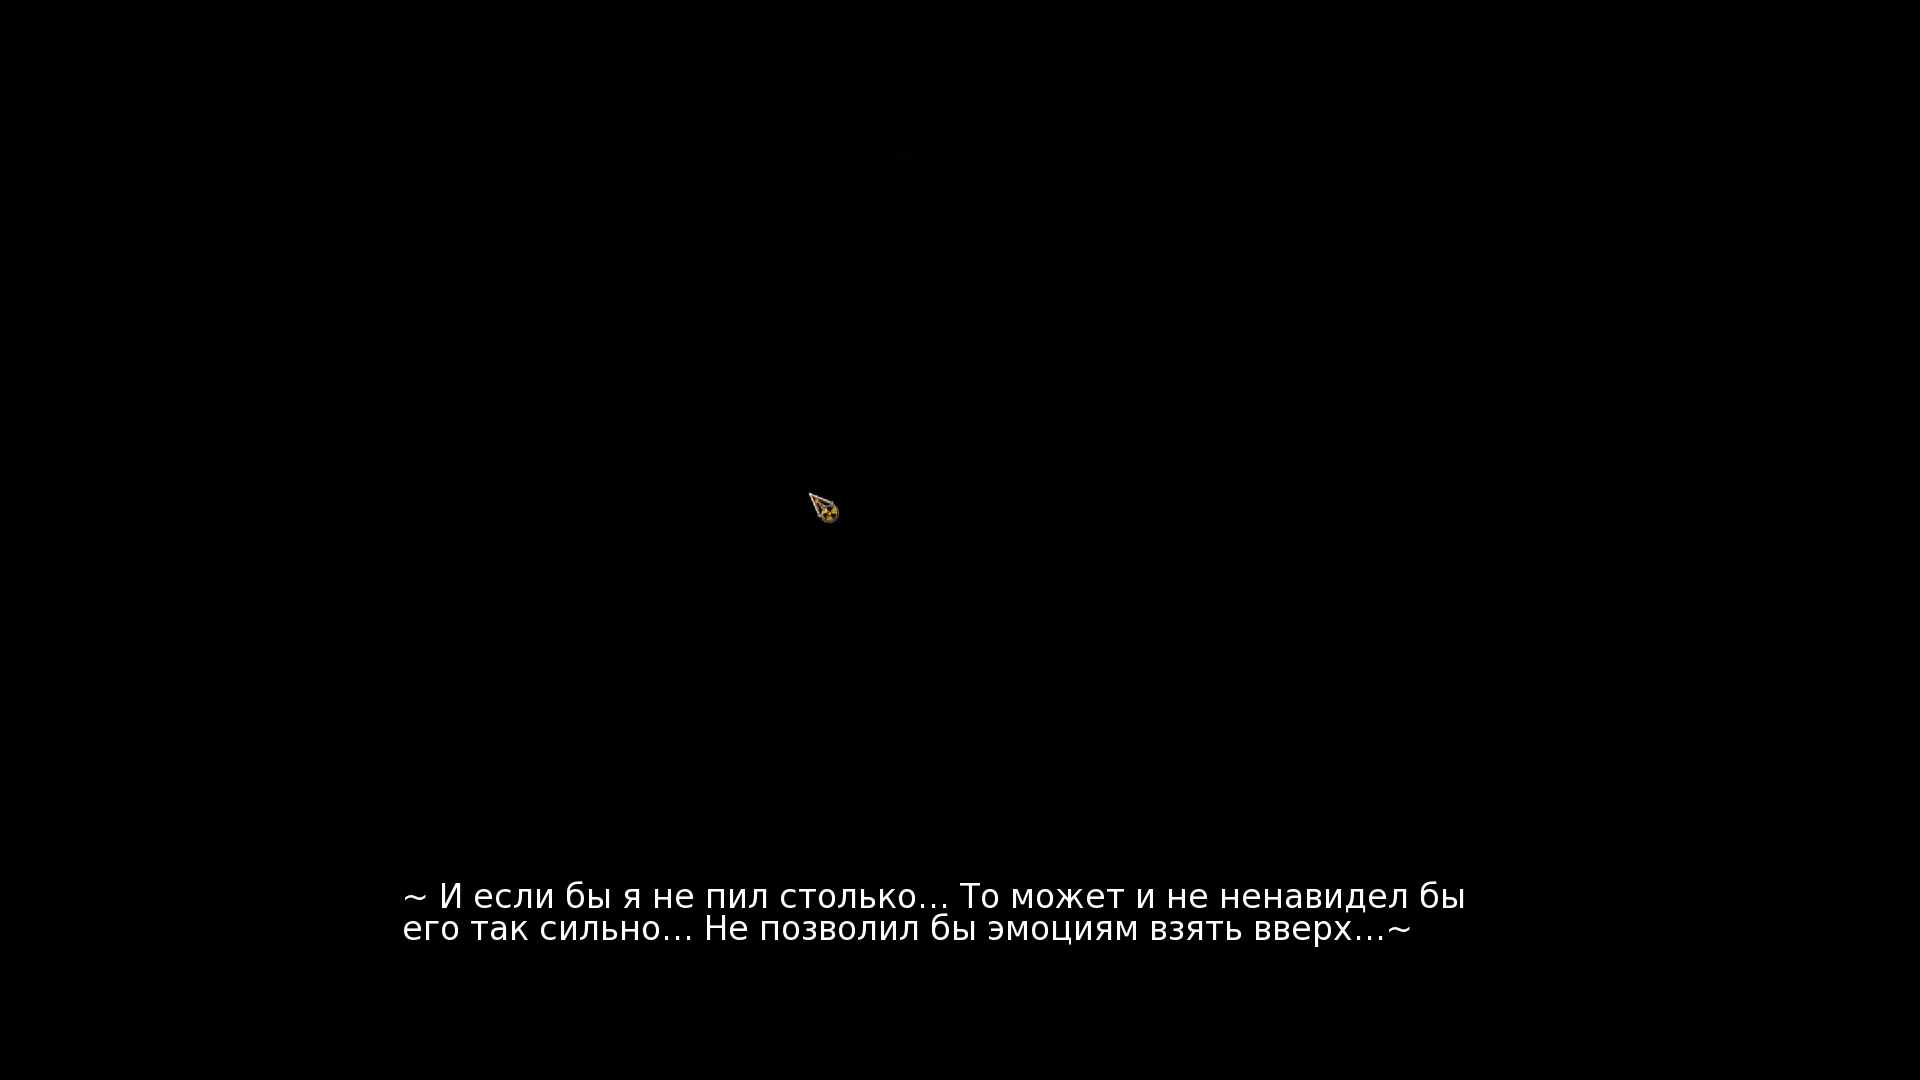 ~ И если бы я не пил столько... То может и не ненавидел бы
его так сильно... Не позволил бы эмоциям взять вверх...~